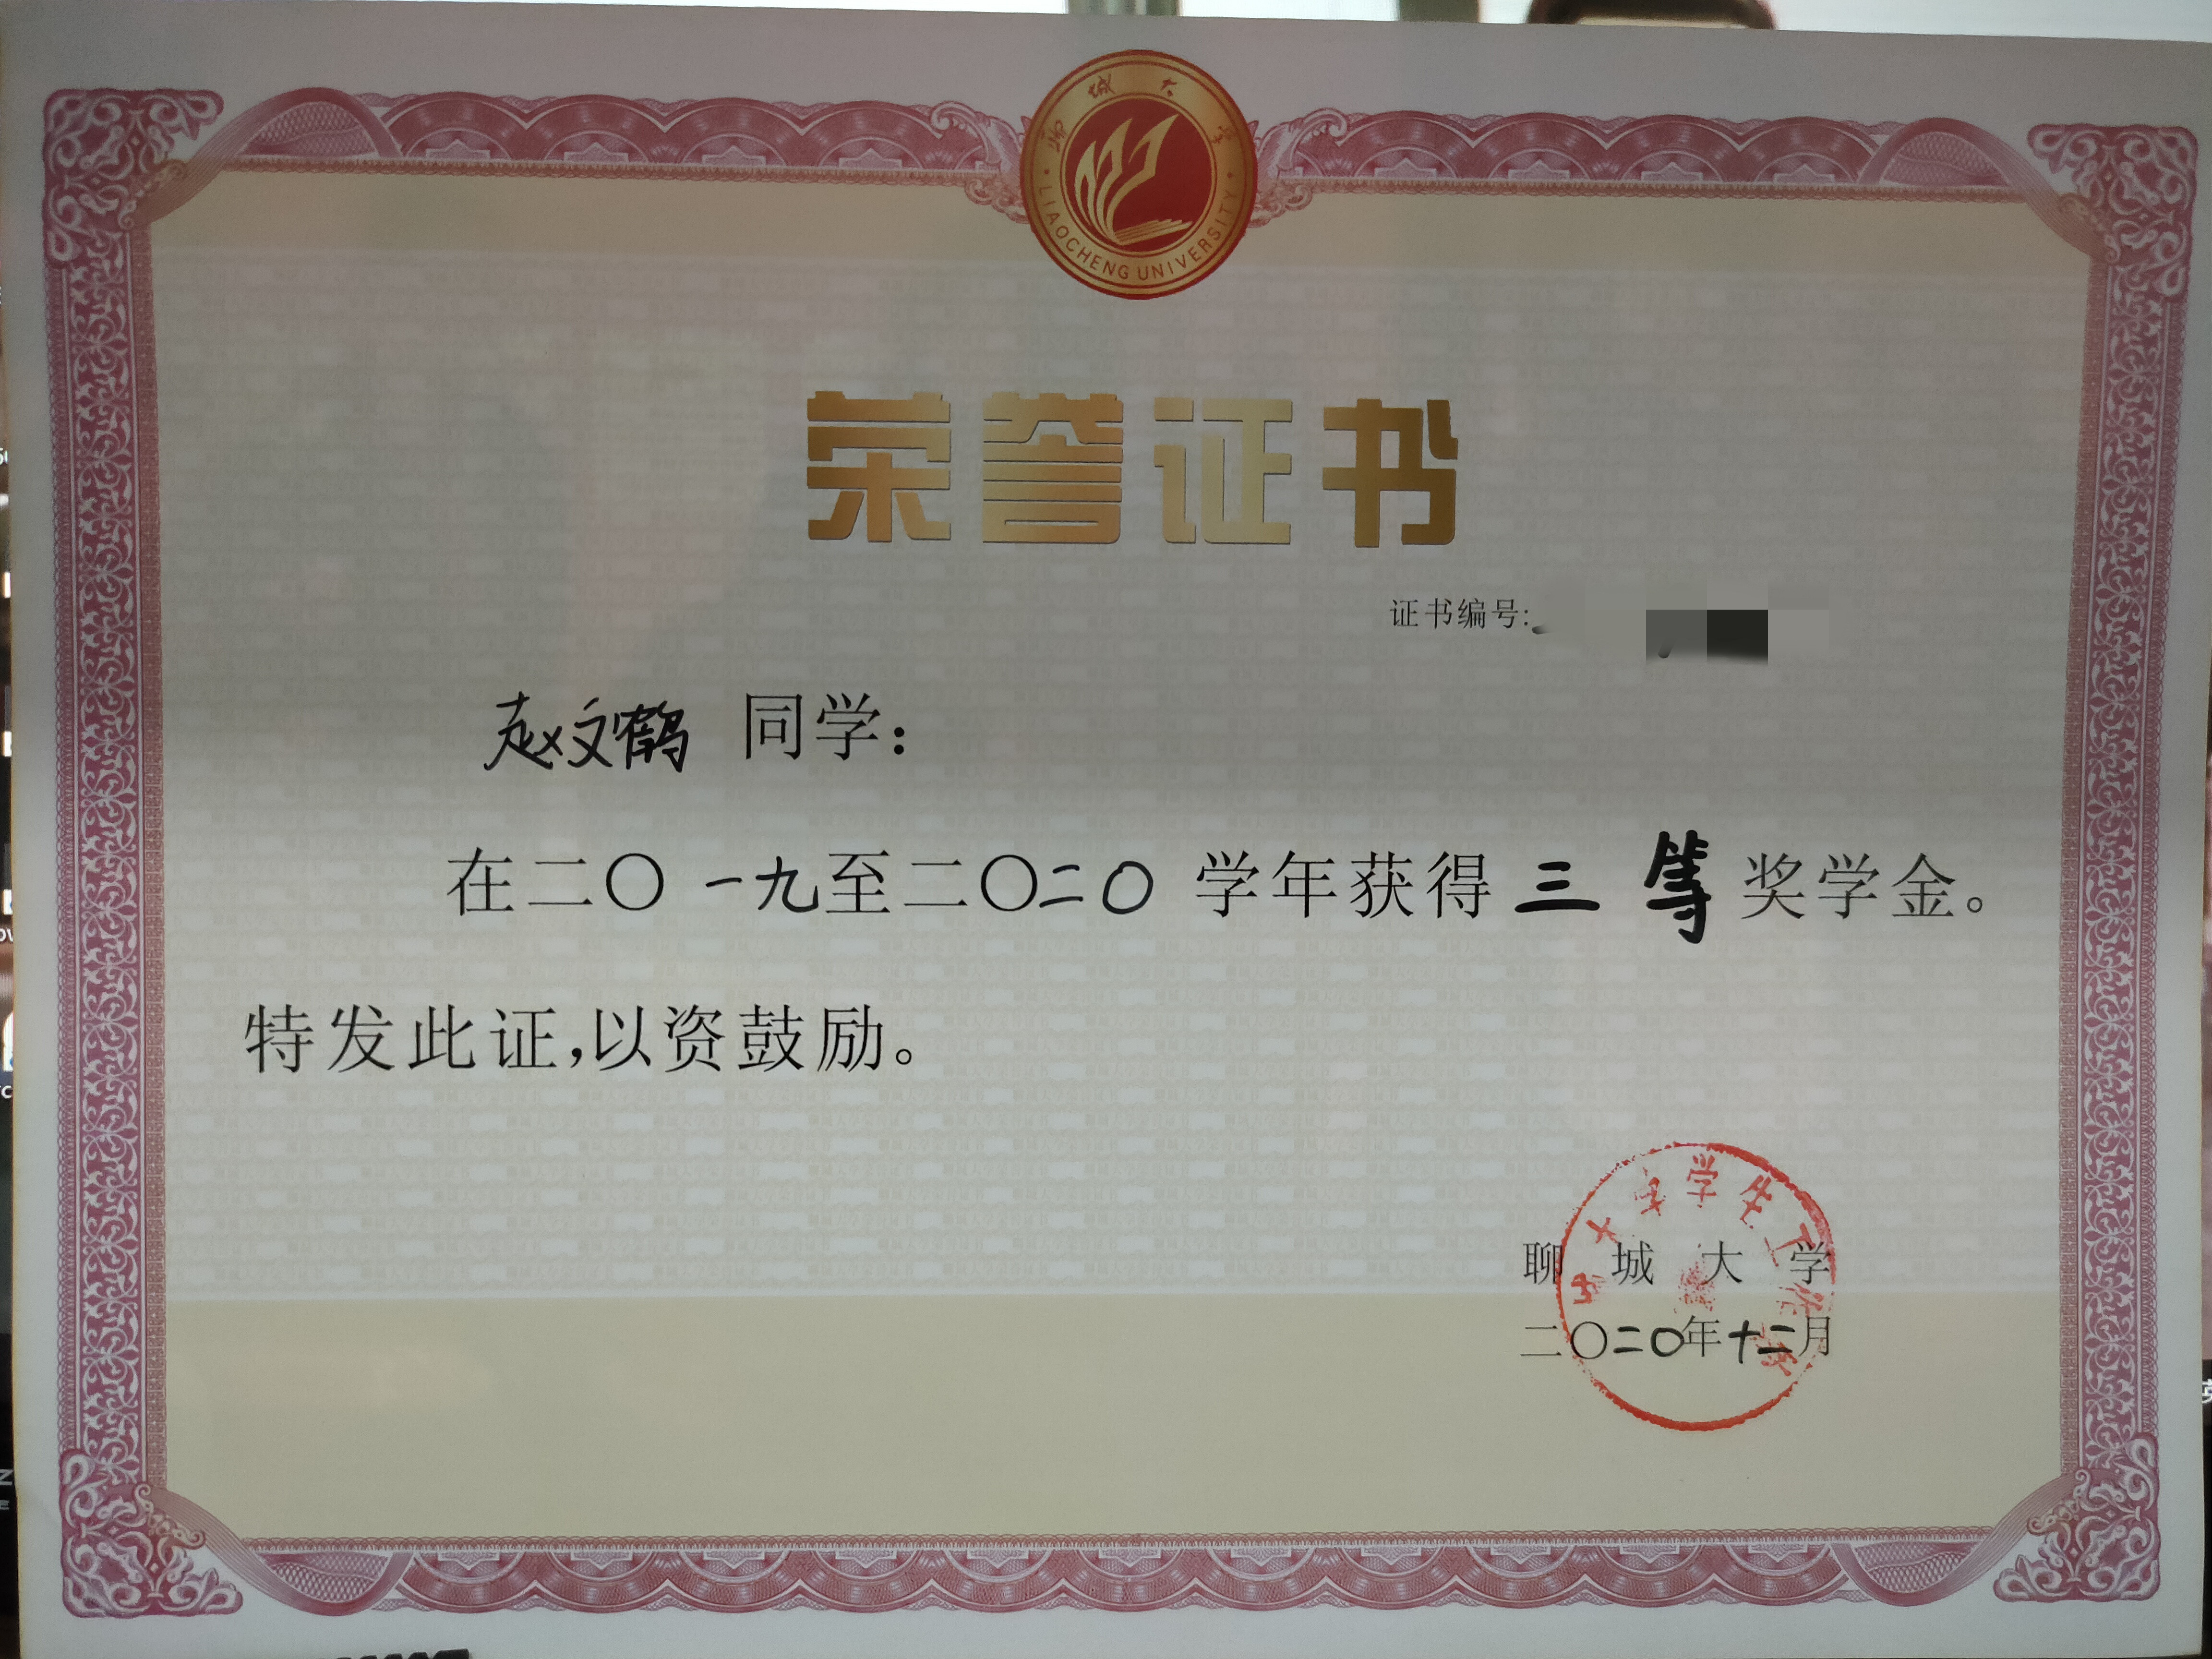 聊城大学
LIAOCHENG UNIVERSITY
荣誉证书
证书编号:
赵文鹤 同学：
在二〇一九至二〇二〇 学年获得 三 等 奖学金。
特发此证,以资鼓励。
聊城大学
二〇二〇年十二月